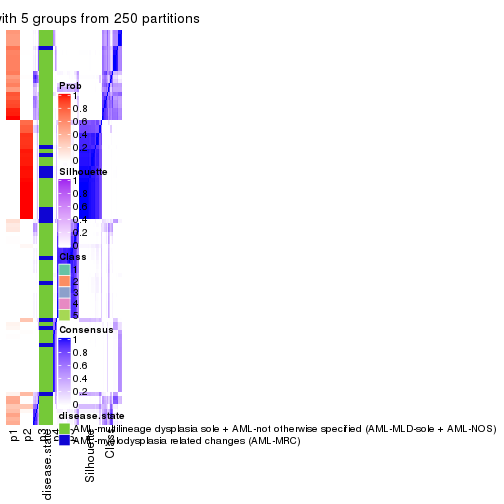 with 5 groups from 250 partitions
Prob
1
0.8
0.6
0.4
0.2
0
Silhouette
1
0.8
0.6
0.4
0.2
0
Class
1
2
3
4
5
Consensus
1
0.8
0.6
0.4
0.2
0
disease.state
AML-multilineage dysplasia sole + AML-not otherwise specified (AML-MLD-sole + AML-NOS)
AML-myelodysplasia related changes (AML-MRC)
p1
p2
p3
disease.state
p4
Silhouette
Class